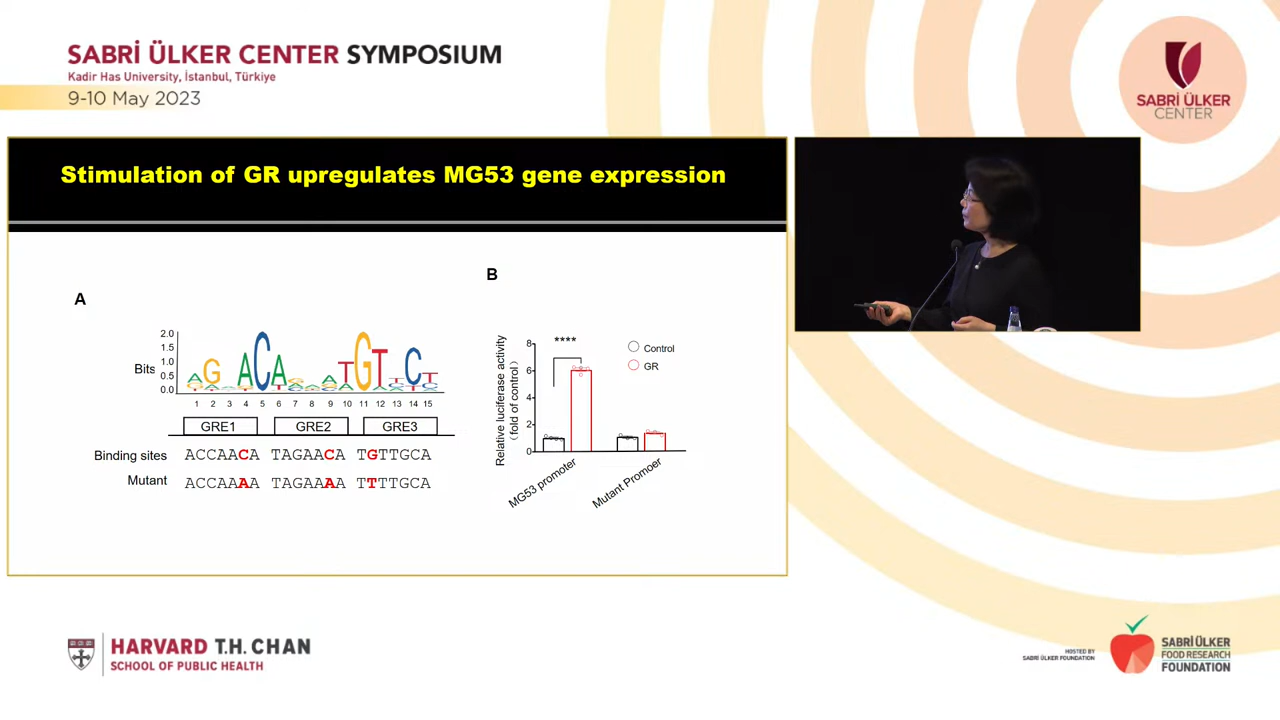 SABRİ ÜLKER CENTER SYMPOSIUM
Kadir Has University, İstanbul, Türkiye
9-10 May 2023
SABRİ ÜLKER
CENTER
Stimulation of GR upregulates MG53 gene expression
A
2.0
1.5
1.0
0.5
0.0
Bits
1 2 3 4 5 6 7 8 9 10 11 12 13 14 15
GRE1 GRE2 GRE3
Binding sites ACCAACA TAGAACA TGTTGCA
Mutant ACCAAAA TAGAAAA TTTTGCA
B
Relative luciferase activity
(fold of control)
8
6
4
2
0
****
Control
GR
MG53 promoter
Mutant Promoer
HARVARD T.H. CHAN
SCHOOL OF PUBLIC HEALTH
HOSTED BY
SABRİ ÜLKER FOUNDATION
SABRİ ÜLKER
FOOD RESEARCH
FOUNDATION